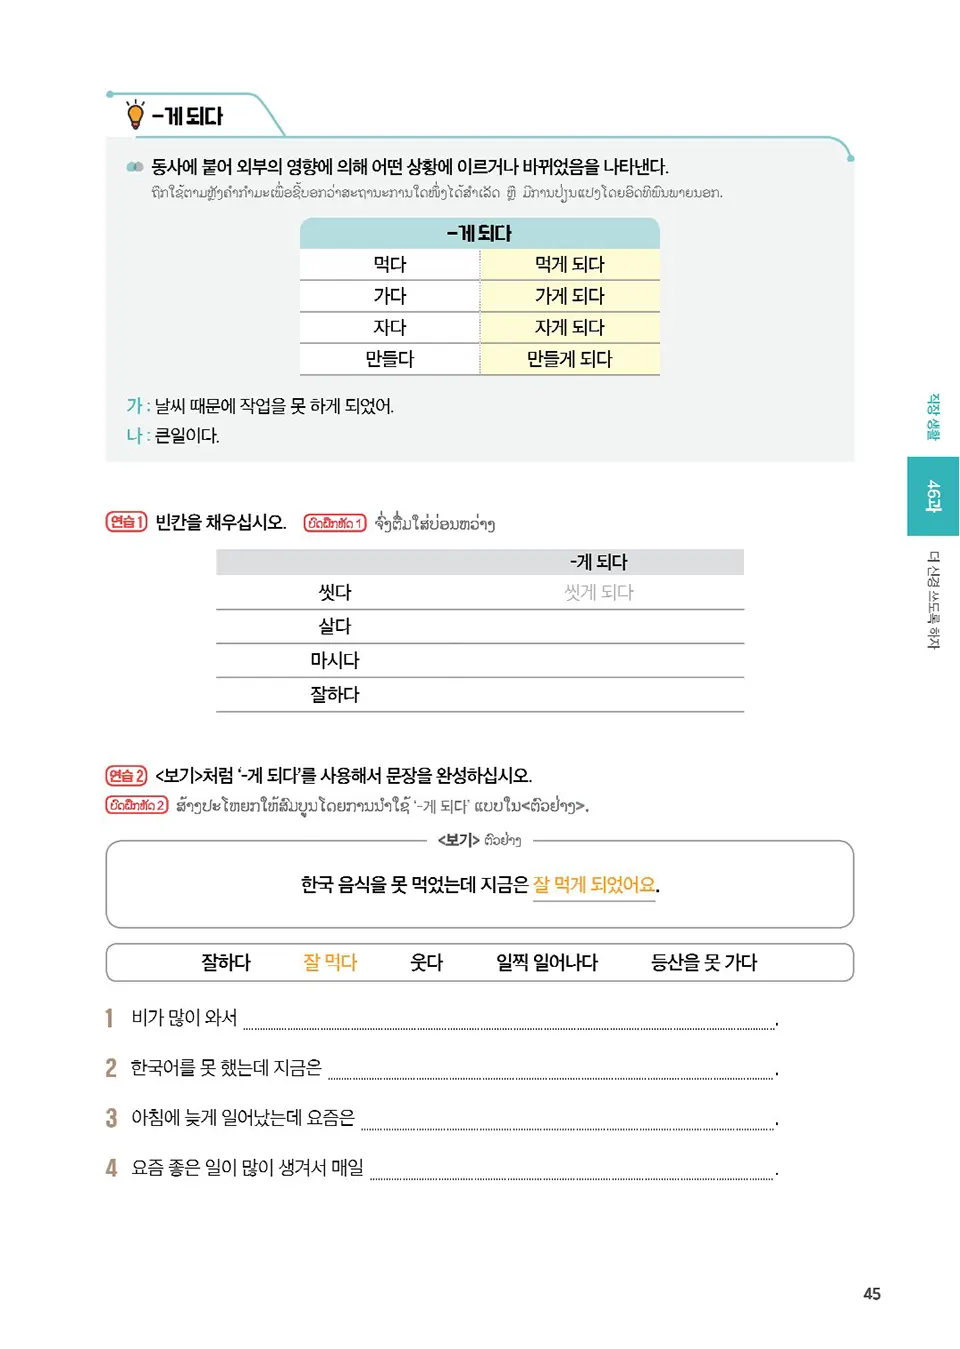 -게 되다
동사에 붙어 외부의 영향에 의해 어떤 상황에 이르거나 바뀌었음을 나타낸다.
ຖືກໃຊ້ຕາມຫຼັງຄຳກຳມະເພື່ອຊີ້ບອກວ່າສະຖານະການໃດໜຶ່ງໄດ້ສຳເລັດ ຫຼື ມີການປ່ຽນແປງໂດຍອິດທິພົນພາຍນອກ.
-게 되다
먹다 먹게 되다
가다 가게 되다
자다 자게 되다
만들다 만들게 되다
가 : 날씨 때문에 작업을 못 하게 되었어.
나 : 큰일이다.
직장 생활
46과
더 신경 쓰도록 하자
연습 1 빈칸을 채우십시오. ບົດຝຶກຫັດ 1 ຈົ່ງຕື່ມໃສ່ບ່ອນຫວ່າງ
-게 되다
씻다 씻게 되다
살다
마시다
잘하다
연습 2 <보기>처럼 ‘-게 되다’를 사용해서 문장을 완성하십시오.
ບົດຝຶກຫັດ 2 ສ້າງປະໂຫຍກໃຫ້ສົມບູນໂດຍການນຳໃຊ້ ‘-게 되다’ ແບບໃນ<ຕົວຢ່າງ>.
<보기> ຕົວຢ່າງ
한국 음식을 못 먹었는데 지금은 잘 먹게 되었어요.
잘하다 잘 먹다 웃다 일찍 일어나다 등산을 못 가다
1 비가 많이 와서 .
2 한국어를 못 했는데 지금은 .
3 아침에 늦게 일어났는데 요즘은 .
4 요즘 좋은 일이 많이 생겨서 매일 .
45